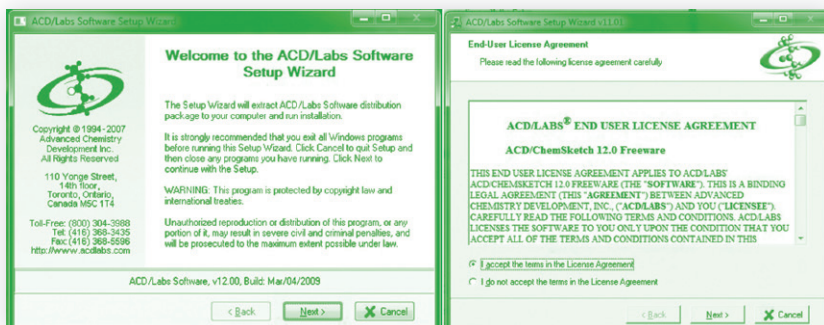 ACD/Labs Software Setup Wizard
Welcome to the ACD/Labs Software
Setup Wizard
The Setup Wizard will extract ACD/Labs Software distribution
package to your computer and run installation.
It is strongly recommended that you exit all Windows programs
before running this Setup Wizard. Click Cancel to quit Setup and
then close any programs you have running. Click Next to
continue with the Setup.
WARNING: This program is protected by copyright law and
international treaties.
Unauthorized reproduction or distribution of this program, or any
portion of it, may result in severe civil and criminal penalties, and
will be prosecuted to the maximum extent possible under law.
Copyright © 1994-2007
Advanced Chemistry
Development Inc.
All Rights Reserved
110 Yonge Street,
14th floor,
Toronto, Ontario,
Canada M5C 1T4
Toll-Free: (800) 304-3988
Tel: (416) 368-3435
Fax: (416) 368-5596
http://www.acdlabs.com
ACD/Labs Software, v12.00, Build: Mar/04/2009
< Back
Next >
Cancel
ACD/Labs Software Setup Wizard v11.01
End-User License Agreement
Please read the following license agreement carefully
ACD/LABS® END USER LICENSE AGREEMENT
ACD/ChemSketch 12.0 Freeware
THIS END USER LICENSE AGREEMENT APPLIES TO ACD/LABS'
ACD/CHEMSKETCH 12.0 FREEWARE (THE "SOFTWARE"). THIS IS A BINDING
LEGAL AGREEMENT (THIS "AGREEMENT") BETWEEN ADVANCED
CHEMISTRY DEVELOPMENT, INC., ("ACD/LABS") AND YOU ("LICENSEE").
CAREFULLY READ THE FOLLOWING TERMS AND CONDITIONS. ACD/LABS
LICENSES THE SOFTWARE TO YOU ONLY UPON THE CONDITION THAT YOU
ACCEPT ALL OF THE TERMS AND CONDITIONS CONTAINED IN THIS
I accept the terms in the License Agreement
I do not accept the terms in the License Agreement
< Back
Next >
Cancel